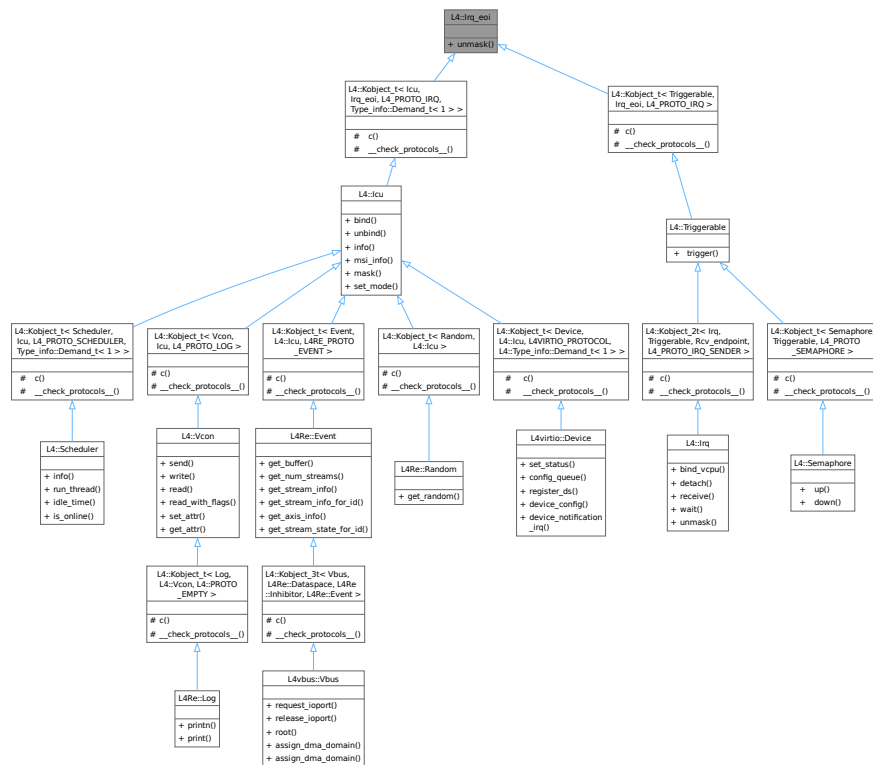 L4::Irq_eoi
+ unmask()
L4::Kobject_t< Icu,
Irq_eoi, L4_PROTO_IRQ,
Type_info::Demand_t< 1 > >
# c()
# __check_protocols__()
L4::Kobject_t< Triggerable,
Irq_eoi, L4_PROTO_IRQ >
# c()
# __check_protocols__()
L4::Icu
+ bind()
+ unbind()
+ info()
+ msi_info()
+ mask()
+ set_mode()
L4::Triggerable
+ trigger()
L4::Kobject_t< Scheduler,
Icu, L4_PROTO_SCHEDULER,
Type_info::Demand_t< 1 > >
# c()
# __check_protocols__()
L4::Kobject_t< Vcon,
Icu, L4_PROTO_LOG >
# c()
# __check_protocols__()
L4::Kobject_t< Event,
L4::Icu, L4RE_PROTO
_EVENT >
# c()
# __check_protocols__()
L4::Kobject_t< Random,
L4::Icu >
# c()
# __check_protocols__()
L4::Kobject_t< Device,
L4::Icu, L4VIRTIO_PROTOCOL,
L4::Type_info::Demand_t< 1 > >
# c()
# __check_protocols__()
L4::Kobject_2t< Irq,
Triggerable, Rcv_endpoint,
L4_PROTO_IRQ_SENDER >
# c()
# __check_protocols__()
L4::Kobject_t< Semaphore
Triggerable, L4_PROTO
_SEMAPHORE >
# c()
# __check_protocols__()
L4::Scheduler
+ info()
+ run_thread()
+ idle_time()
+ is_online()
L4::Vcon
+ send()
+ write()
+ read()
+ read_with_flags()
+ set_attr()
+ get_attr()
L4Re::Event
+ get_buffer()
+ get_num_streams()
+ get_stream_info()
+ get_stream_info_for_id()
+ get_axis_info()
+ get_stream_state_for_id()
L4Re::Random
+ get_random()
L4virtio::Device
+ set_status()
+ config_queue()
+ register_ds()
+ device_config()
+ device_notification
_irq()
L4::Irq
+ bind_vcpu()
+ detach()
+ receive()
+ wait()
+ unmask()
L4::Semaphore
+ up()
+ down()
L4::Kobject_t< Log,
L4::Vcon, L4::PROTO
_EMPTY >
# c()
# __check_protocols__()
L4::Kobject_3t< Vbus,
L4Re::Dataspace, L4Re
::Inhibitor, L4Re::Event >
# c()
# __check_protocols__()
L4Re::Log
+ printn()
+ print()
L4vbus::Vbus
+ request_ioport()
+ release_ioport()
+ root()
+ assign_dma_domain()
+ assign_dma_domain()